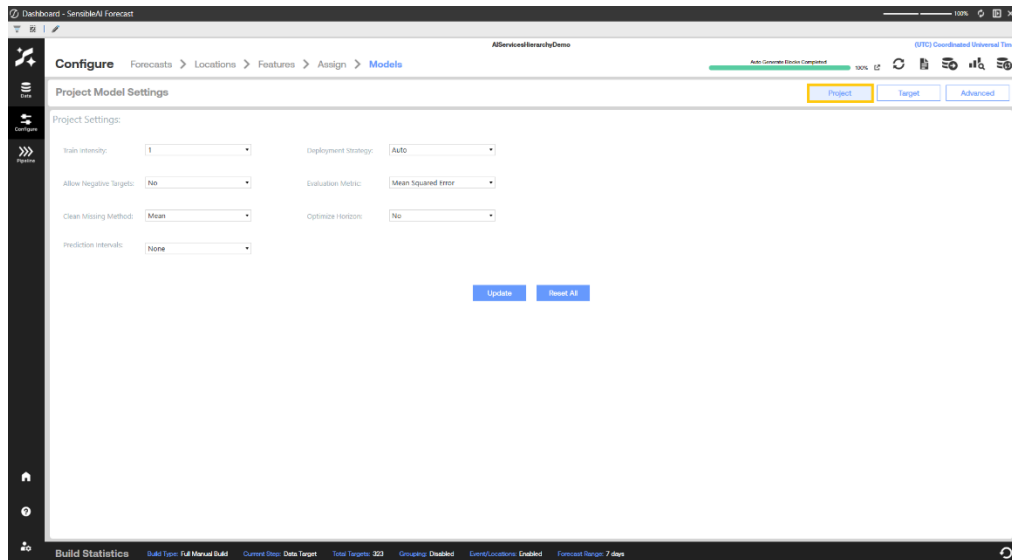 Dashboard - SensibleAI Forecast
100%
AIServicesHierarchyDemo
(UTC) Coordinated Universal Time
Configure Forecasts > Locations > Features > Assign > Models
Auto Generate Blocks Completed
100%
Data
Project Model Settings
Project Target Advanced
Configure
Project Settings:
Pipeline
Train Intensity: 1 Deployment Strategy: Auto
Allow Negative Targets: No Evaluation Metric: Mean Squared Error
Clean Missing Method: Mean Optimize Horizon: No
Prediction Intervals: None
Update Reset All
Build Statistics Build Type: Full Manual Build Current Step: Data Target Total Targets: 323 Grouping: Disabled Event/Locations: Enabled Forecast Range: 7 days